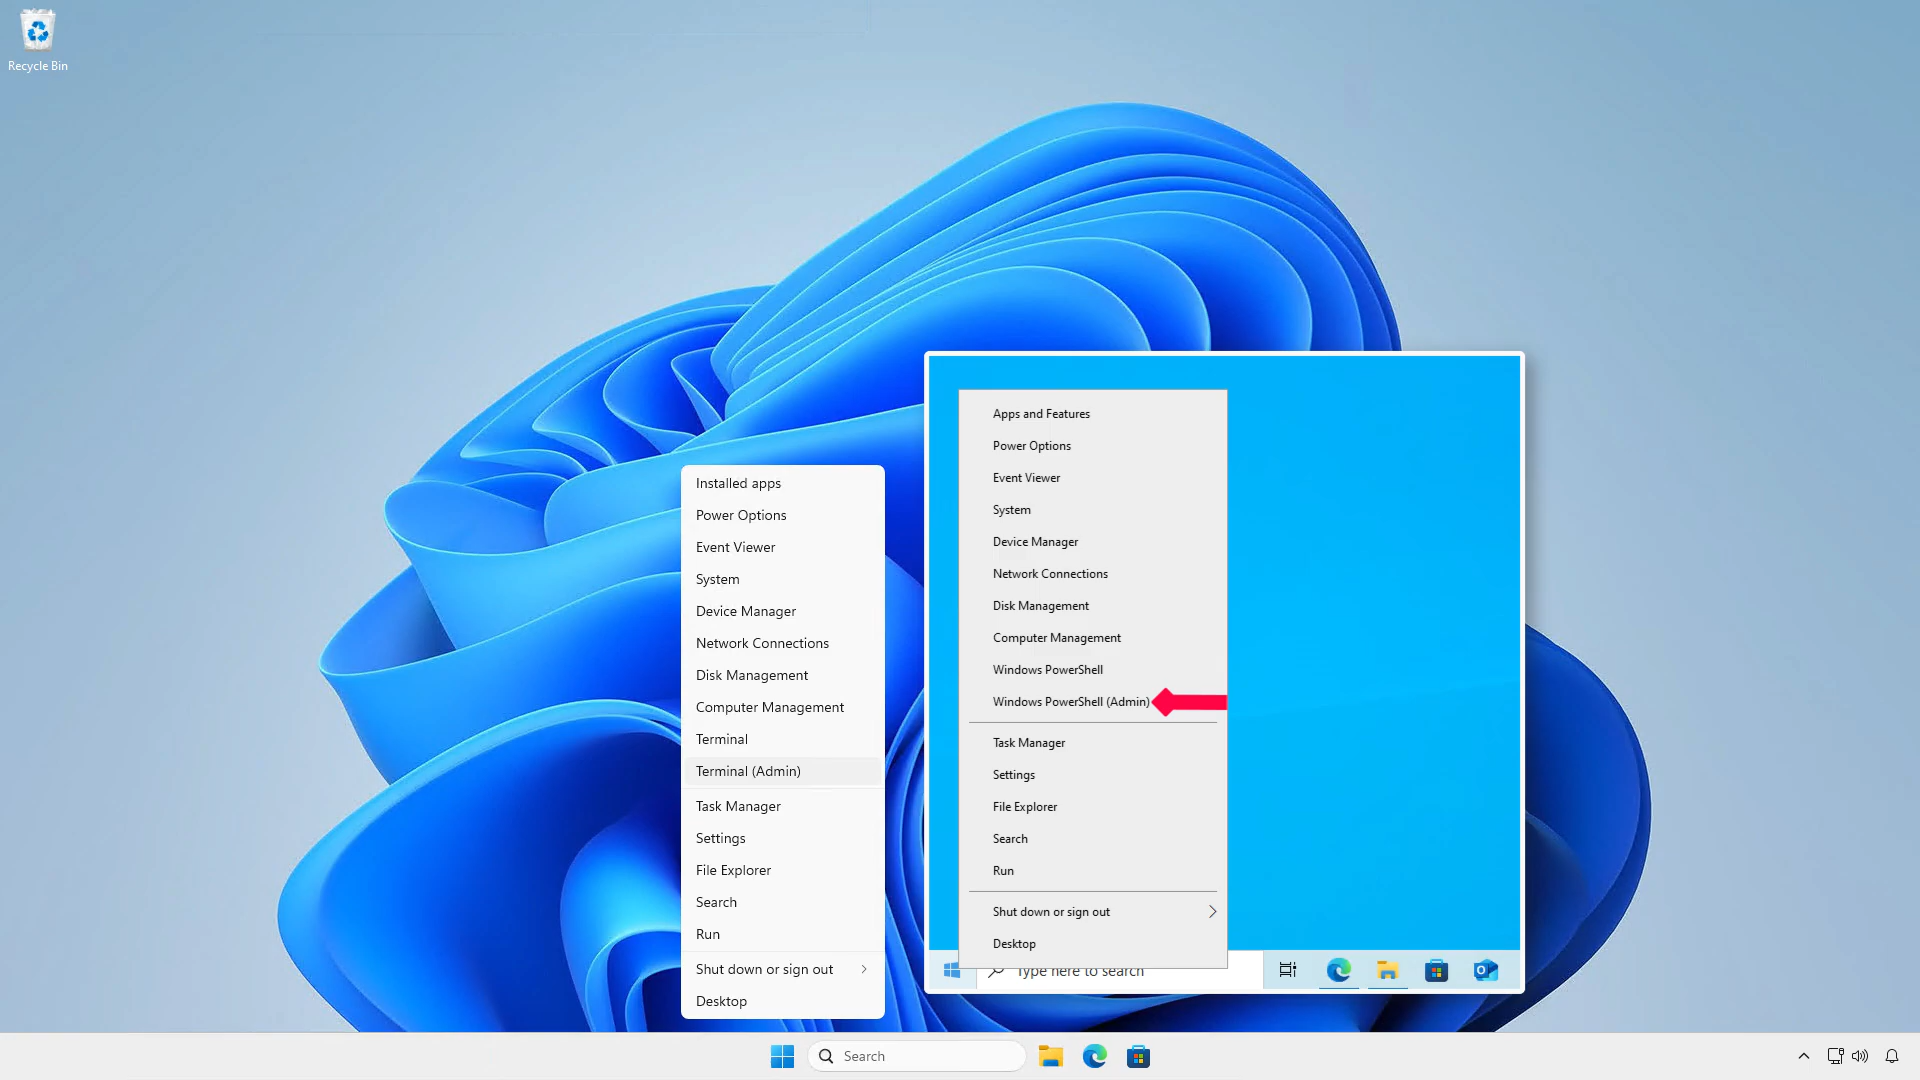 Recycle Bin
Installed apps
Power Options
Event Viewer
System
Device Manager
Network Connections
Disk Management
Computer Management
Terminal
Terminal (Admin)
Task Manager
Settings
File Explorer
Search
Run
Shut down or sign out
Desktop
Apps and Features
Power Options
Event Viewer
System
Device Manager
Network Connections
Disk Management
Computer Management
Windows PowerShell
Windows PowerShell (Admin)
Task Manager
Settings
File Explorer
Search
Run
Shut down or sign out
Desktop
Type here to search
Search